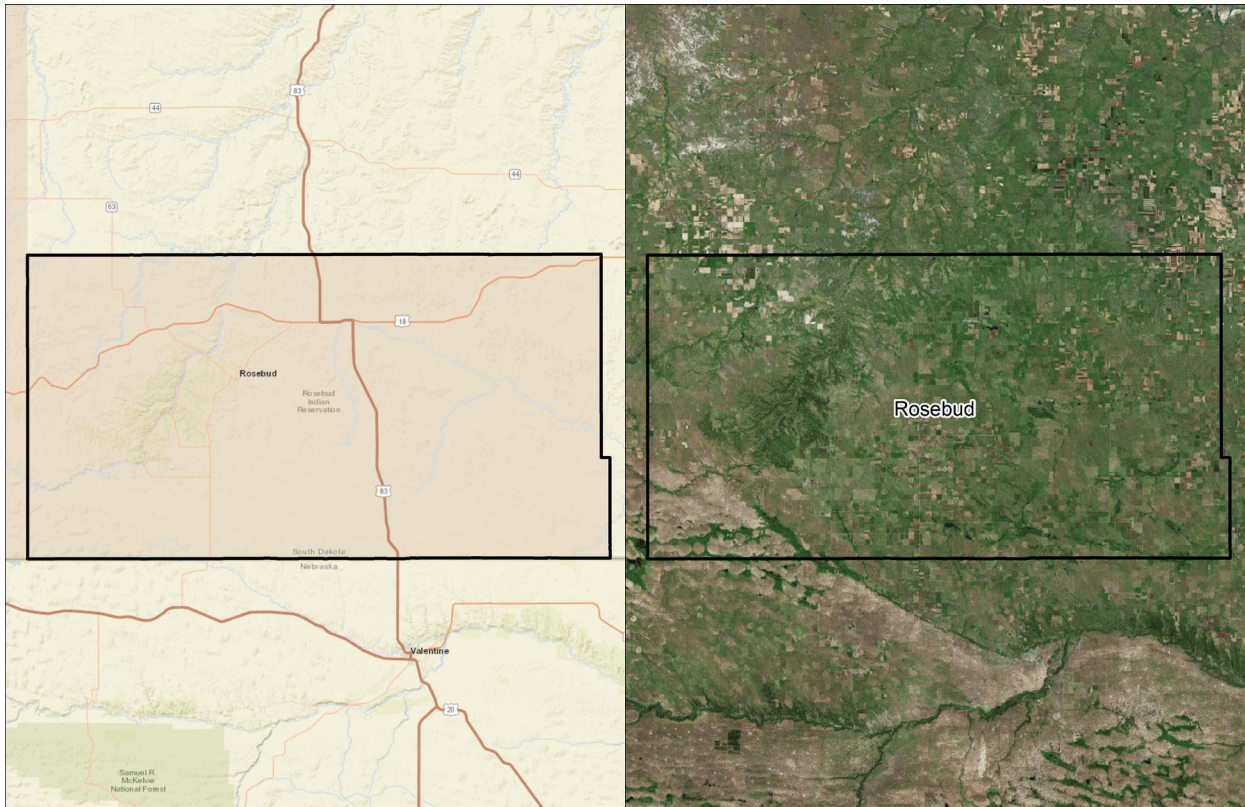 83
44
44
63
18
Rosebud
Rosebud
Indian
Reservation
Rosebud
83
South Dakota
Nebraska
Valentine
20
Samuel R.
McKelvie
National Forest